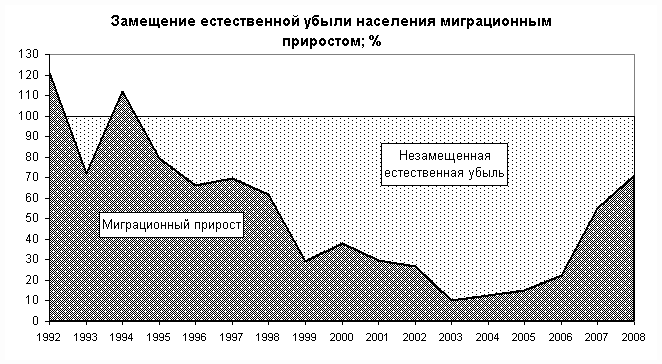 Замещение естественной убыли населения миграционным
приростом; %
130
120
110
100
90
80
70
60
50
40
30
20
10
0
Незамещенная
естественная убыль
Миграционный прирост
1992 1993 1994 1995 1996 1997 1998 1999 2000 2001 2002 2003 2004 2005 2006 2007 2008